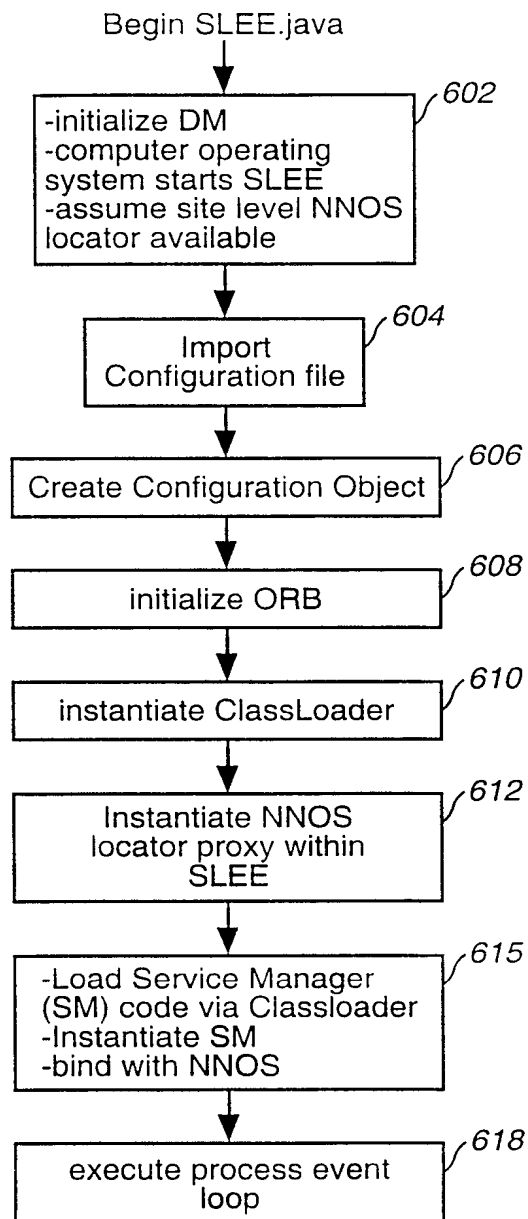 Begin SLEE.java
602
-initialize DM
-computer operating
system starts SLEE
-assume site level NNOS
locator available
604
Import
Configuration file
606
Create Configuration Object
608
initialize ORB
610
instantiate ClassLoader
612
Instantiate NNOS
locator proxy within
SLEE
615
-Load Service Manager
(SM) code via Classloader
-Instantiate SM
-bind with NNOS
618
execute process event
loop